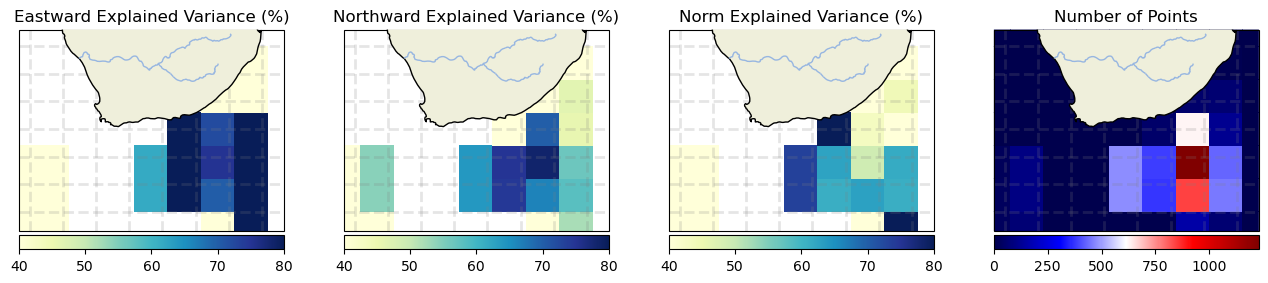 Eastward Explained Variance (%)
Northward Explained Variance (%)
Norm Explained Variance (%)
Number of Points
40 50 60 70 80
40 50 60 70 80
40 50 60 70 80
0 250 500 750 1000